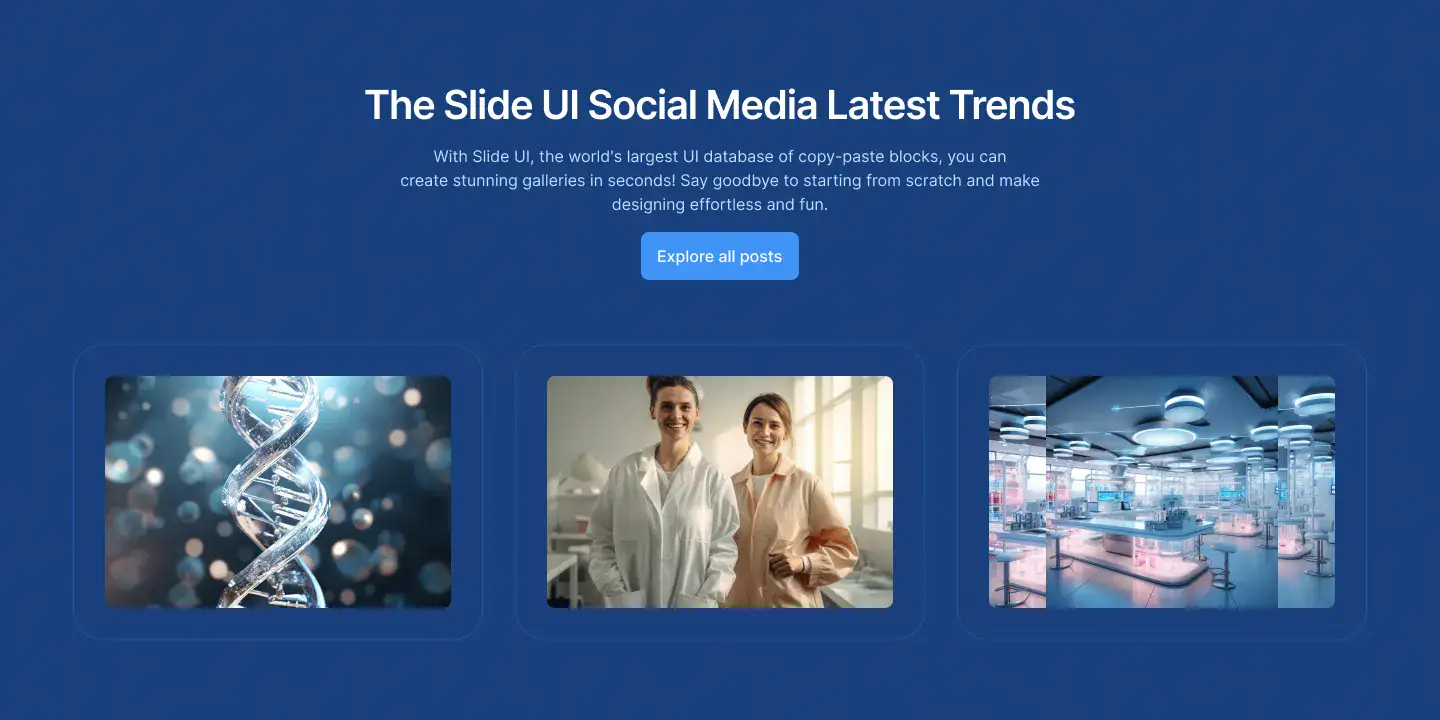 The Slide UI Social Media Latest Trends
With Slide UI, the world's largest UI database of copy-paste blocks, you can
create stunning galleries in seconds! Say goodbye to starting from scratch and make
designing effortless and fun.
Explore all posts